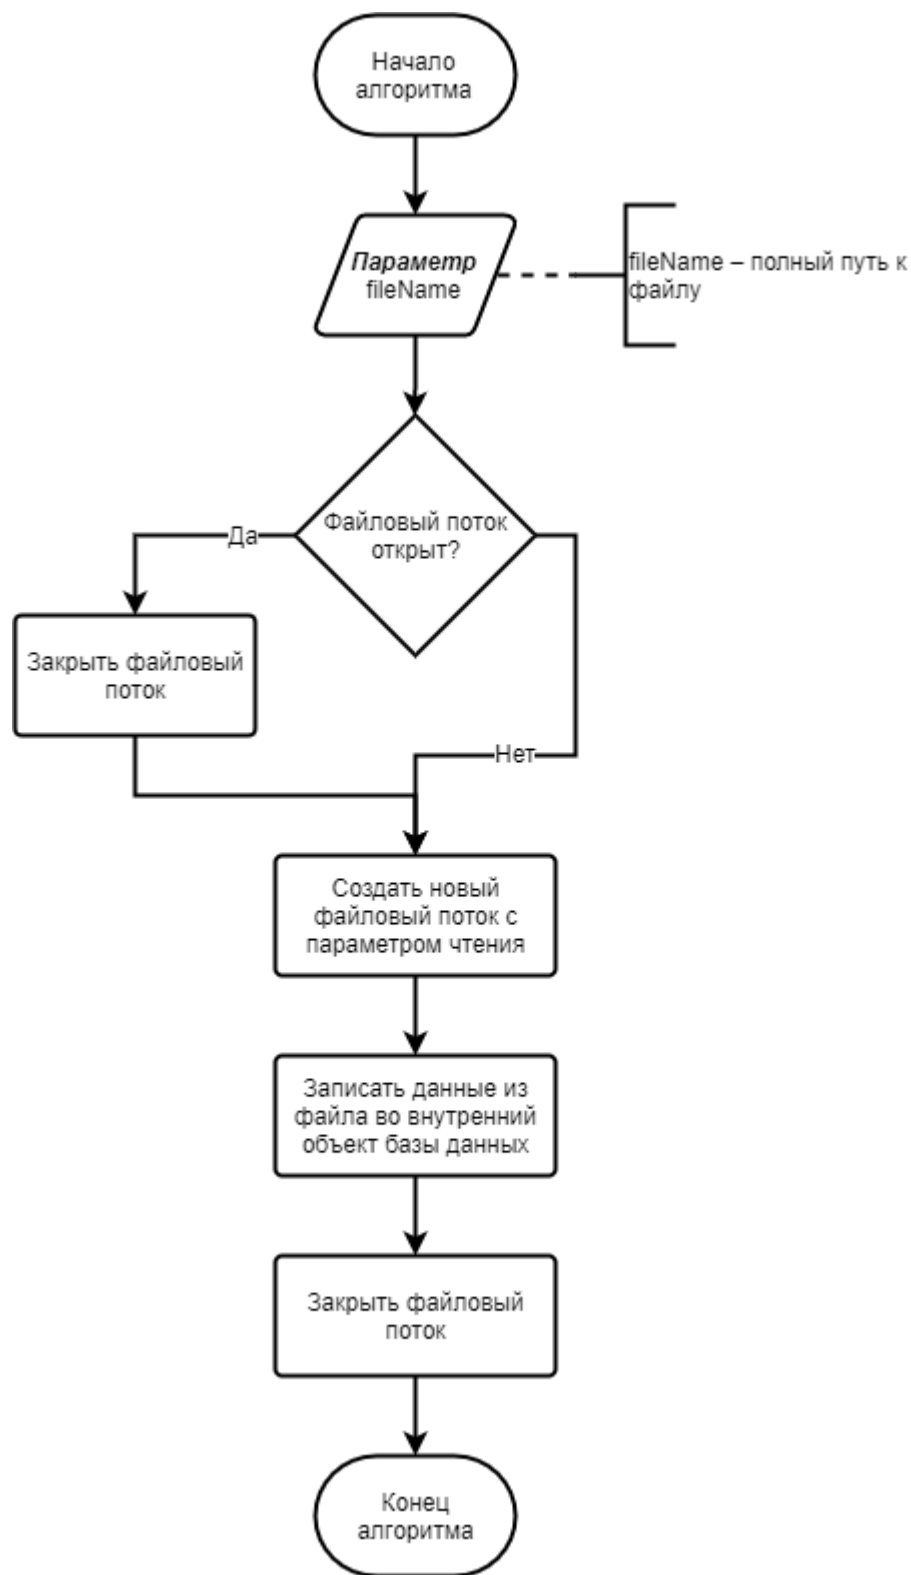 Начало
алгоритма
Параметр
fileName
fileName – полный путь к
файлу
Файловый поток
открыт?
Да
Закрыть файловый
поток
Нет
Создать новый
файловый поток с
параметром чтения
Записать данные из
файла во внутренний
объект базы данных
Закрыть файловый
поток
Конец
алгоритма